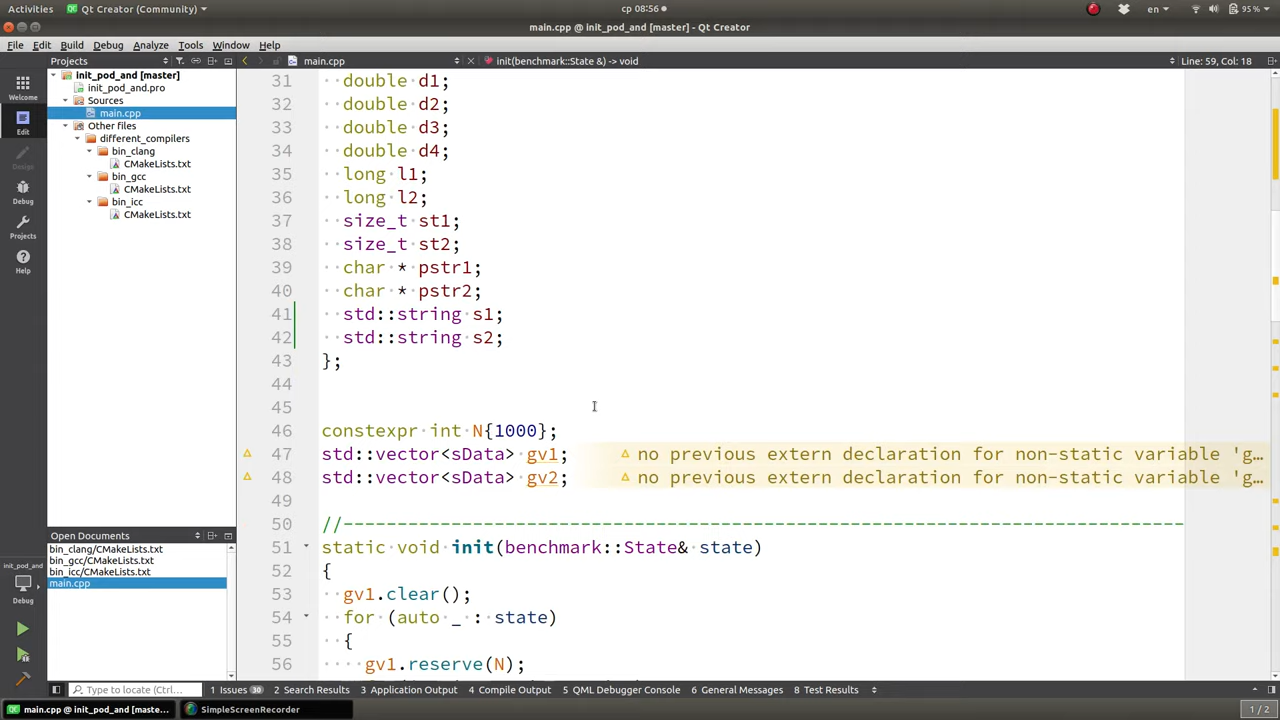 Activities
Qt Creator (Community)
ср 08:56
en
95 %
main.cpp @ init_pod_and [master] - Qt Creator
File Edit Build Debug Analyze Tools Window Help
Projects
main.cpp
init(benchmark::State &) -> void
Line: 59, Col: 18
Welcome
Edit
Design
Debug
Projects
Help
init_pod_and [master]
init_pod_and.pro
Sources
main.cpp
Other files
different_compilers
bin_clang
CMakeLists.txt
bin_gcc
CMakeLists.txt
bin_icc
CMakeLists.txt
Open Documents
bin_clang/CMakeLists.txt
bin_gcc/CMakeLists.txt
bin_icc/CMakeLists.txt
main.cpp
init_pod_and
Debug
31 double d1;
32 double d2;
33 double d3;
34 double d4;
35 long l1;
36 long l2;
37 size_t st1;
38 size_t st2;
39 char * pstr1;
40 char * pstr2;
41 std::string s1;
42 std::string s2;
43 };
44
45
46 constexpr int N{1000};
47 std::vector<sData> gv1; no previous extern declaration for non-static variable 'g...
48 std::vector<sData> gv2; no previous extern declaration for non-static variable 'g...
49
50 //------------------------------------------------------------------------------
51 static void init(benchmark::State& state)
52 {
53 gv1.clear();
54 for (auto _ : state)
55 {
56 gv1.reserve(N);
Type to locate (Ctrl...
1 Issues 30
2 Search Results
3 Application Output
4 Compile Output
5 QML Debugger Console
6 General Messages
8 Test Results
main.cpp @ init_pod_and [maste...
SimpleScreenRecorder
1 / 2